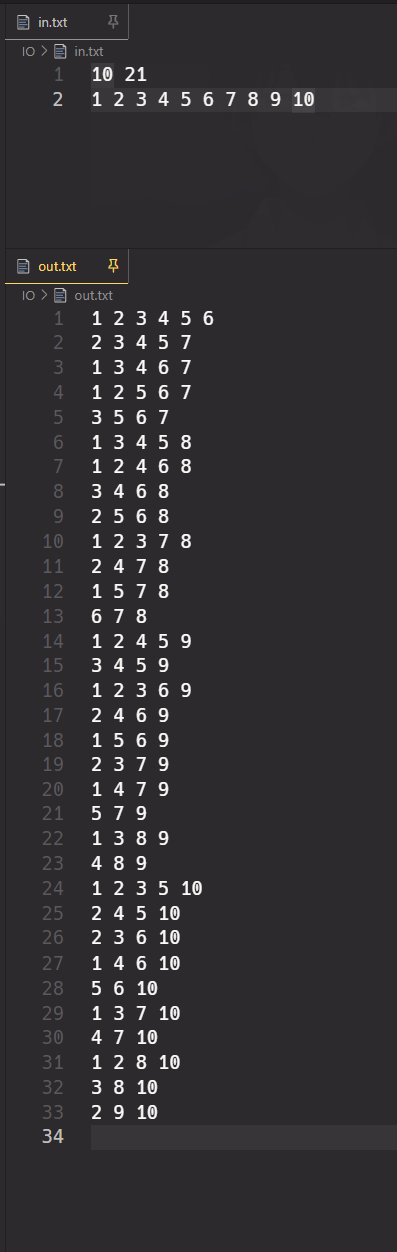 in.txt
IO > in.txt
1 10 21
2 1 2 3 4 5 6 7 8 9 10
out.txt
IO > out.txt
1 1 2 3 4 5 6
2 2 3 4 5 7
3 1 3 4 6 7
4 1 2 5 6 7
5 3 5 6 7
6 1 3 4 5 8
7 1 2 4 6 8
8 3 4 6 8
9 2 5 6 8
10 1 2 3 7 8
11 2 4 7 8
12 1 5 7 8
13 6 7 8
14 1 2 4 5 9
15 3 4 5 9
16 1 2 3 6 9
17 2 4 6 9
18 1 5 6 9
19 2 3 7 9
20 1 4 7 9
21 5 7 9
22 1 3 8 9
23 4 8 9
24 1 2 3 5 10
25 2 4 5 10
26 2 3 6 10
27 1 4 6 10
28 5 6 10
29 1 3 7 10
30 4 7 10
31 1 2 8 10
32 3 8 10
33 2 9 10
34